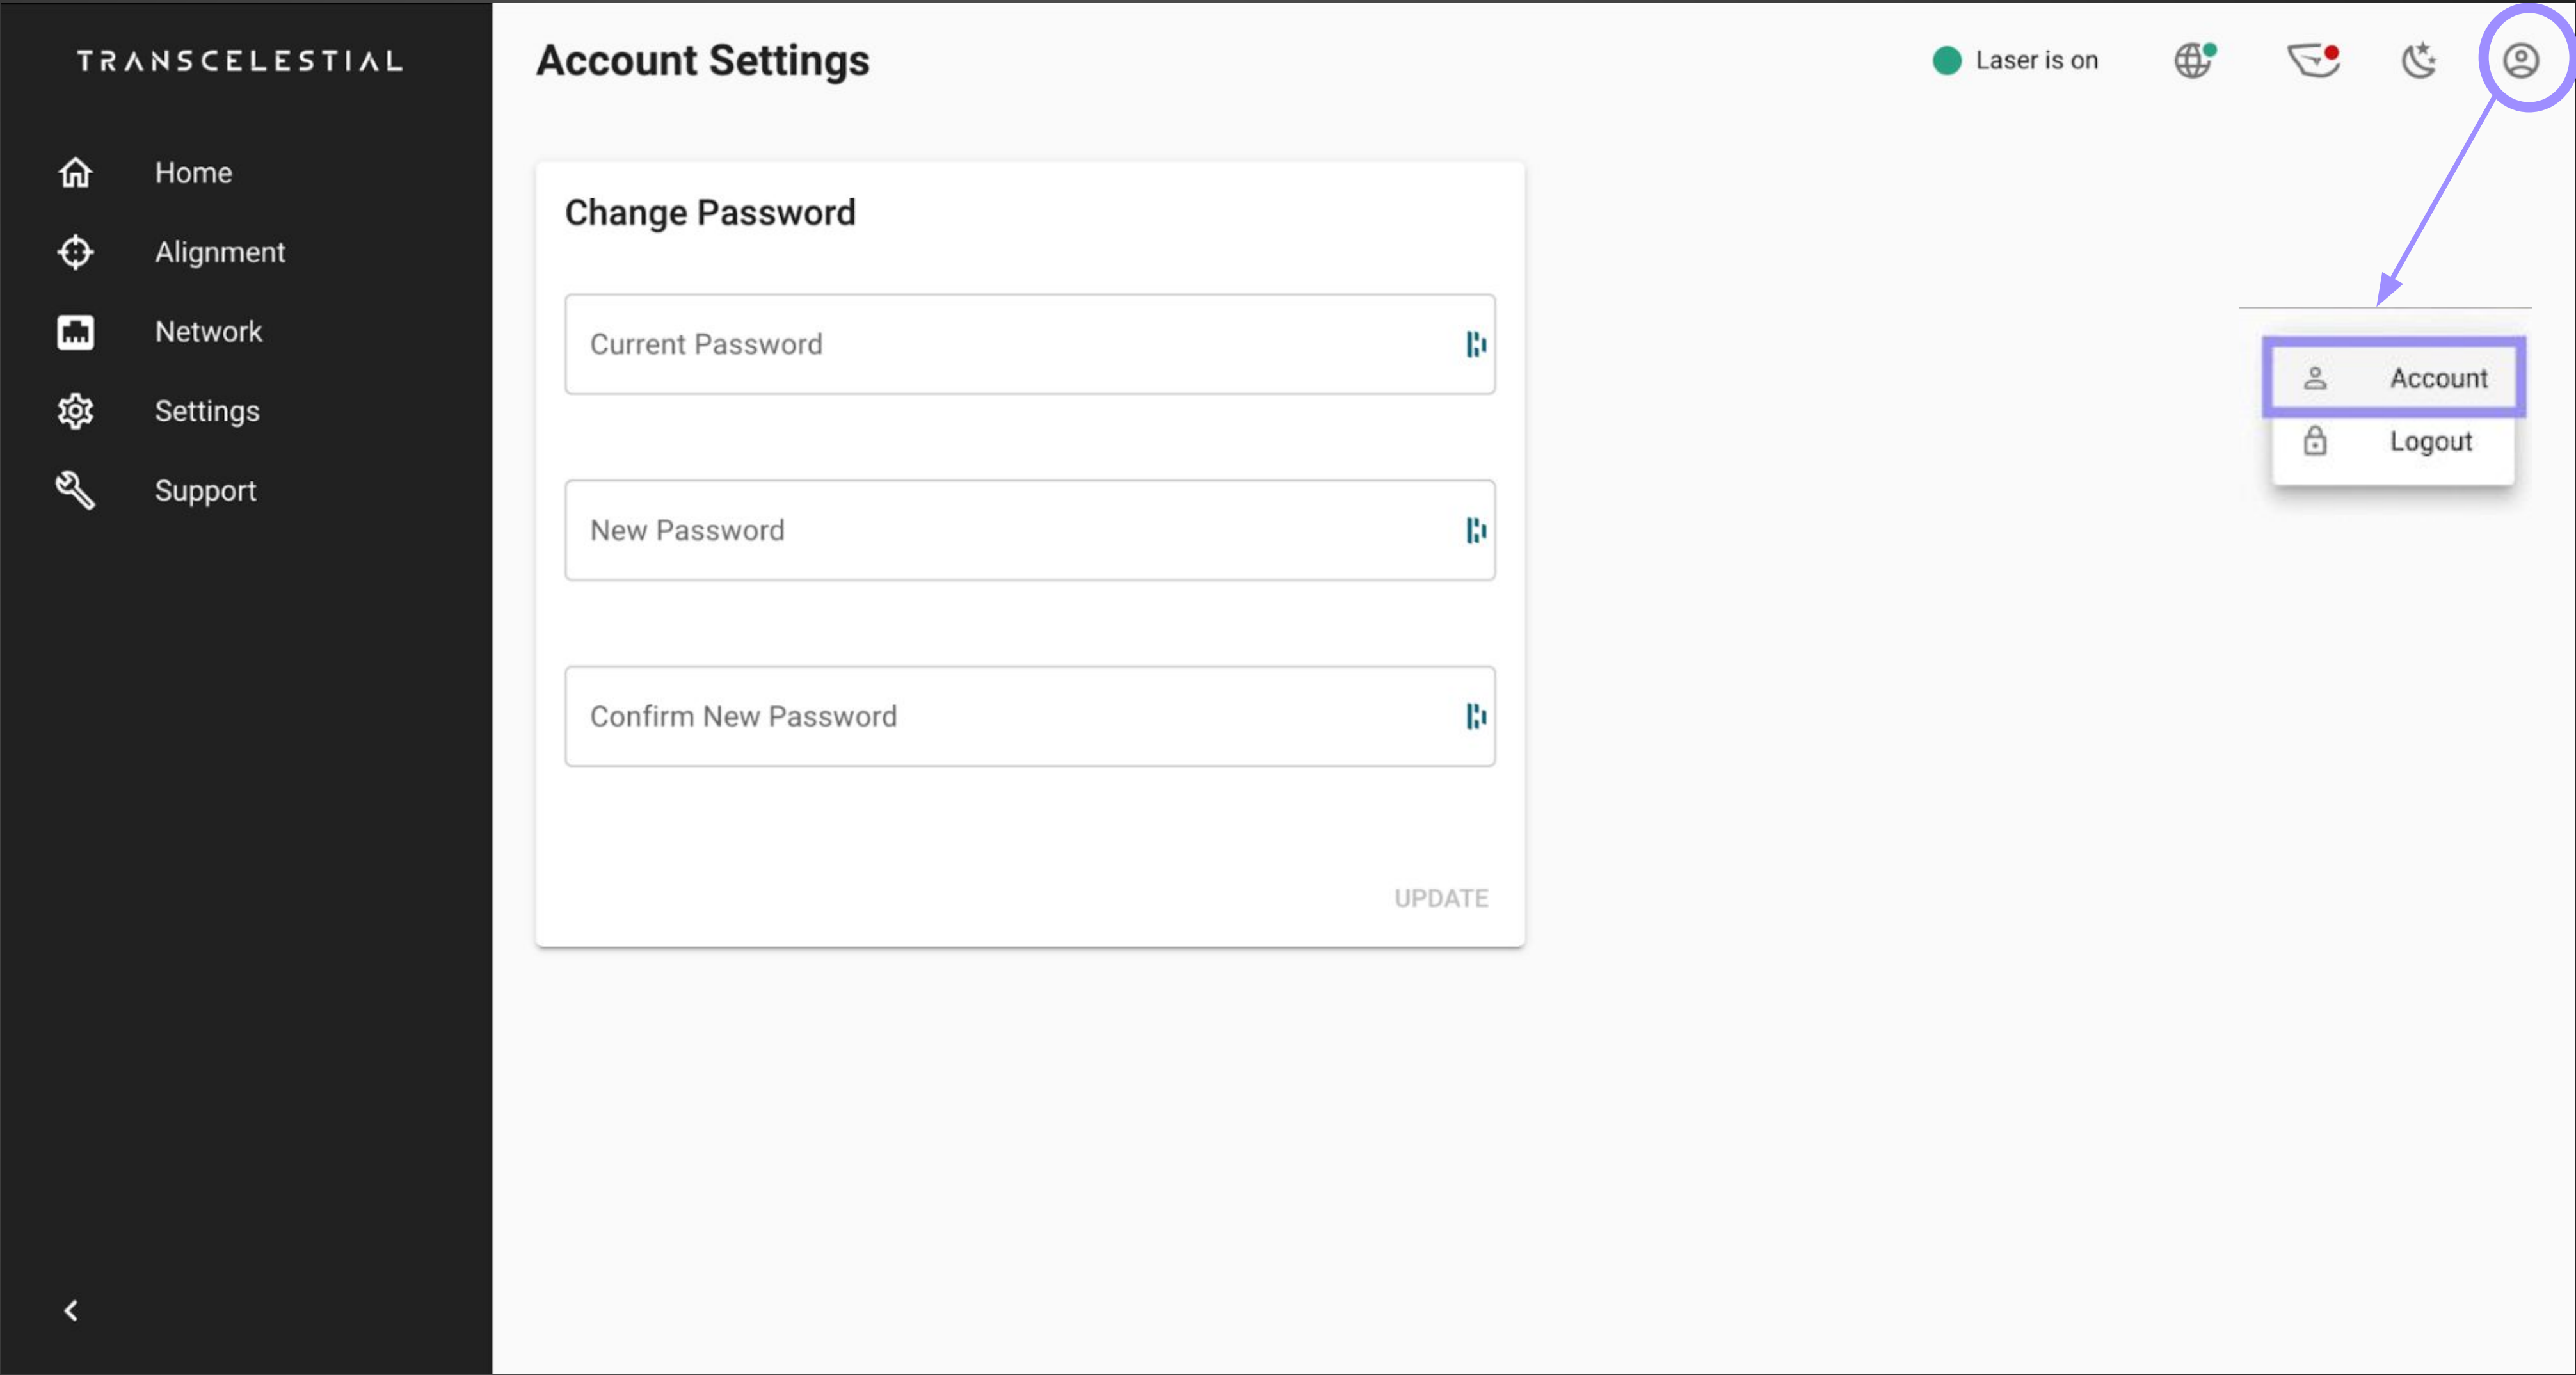 TRANSCELESTIAL
Home
Alignment
Network
Settings
Support
Account Settings
Laser is on
Change Password
Current Password
New Password
Confirm New Password
UPDATE
Account
Logout